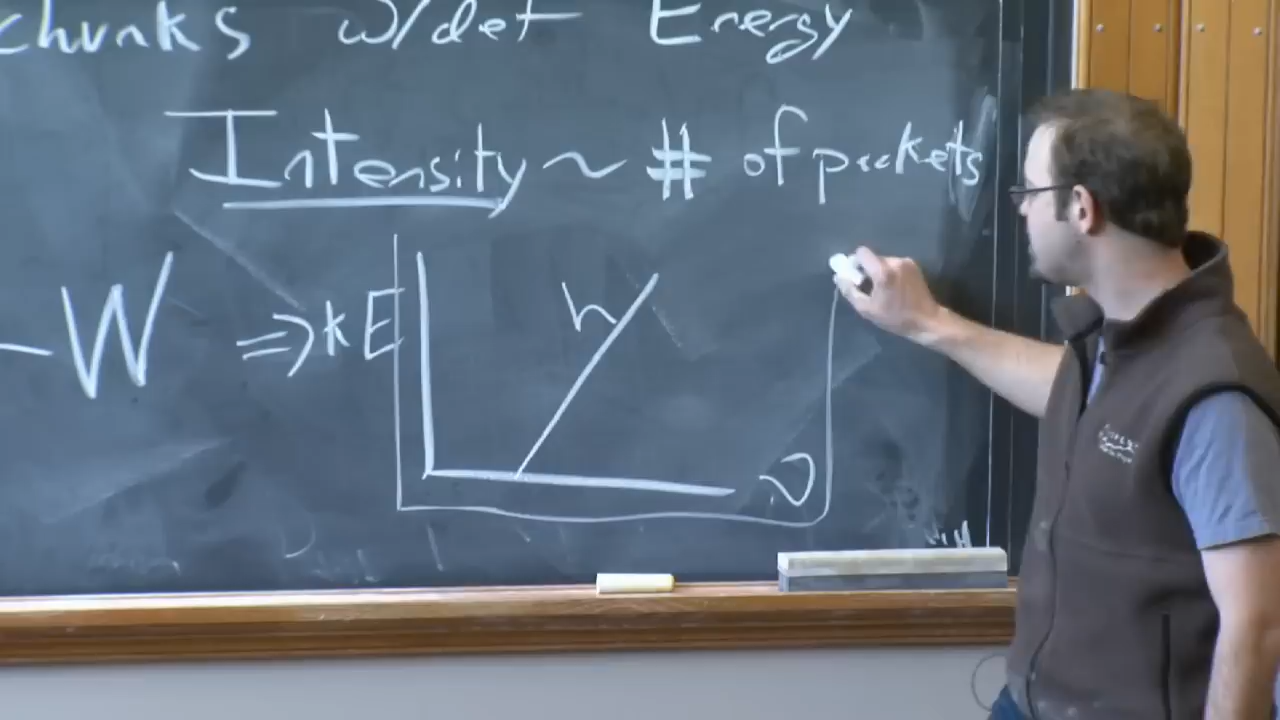 chunks w/def Energy
Intensity ~ # of packets
-W ⇒ KE
h
ν